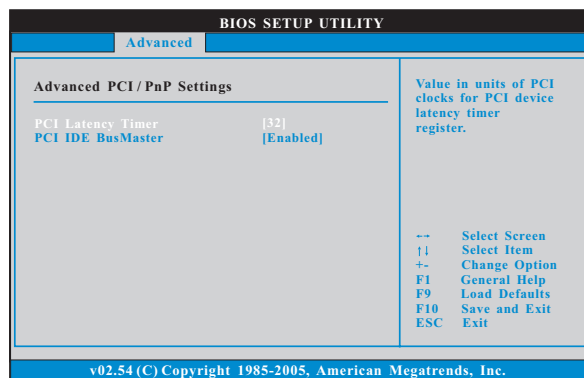 BIOS SETUP UTILITY
Advanced
Advanced PCI / PnP Settings
PCI Latency Timer [32]
PCI IDE BusMaster [Enabled]
Value in units of PCI
clocks for PCI device
latency timer
register.
←→ Select Screen
↑↓ Select Item
+- Change Option
F1 General Help
F9 Load Defaults
F10 Save and Exit
ESC Exit
v02.54 (C) Copyright 1985-2005, American Megatrends, Inc.